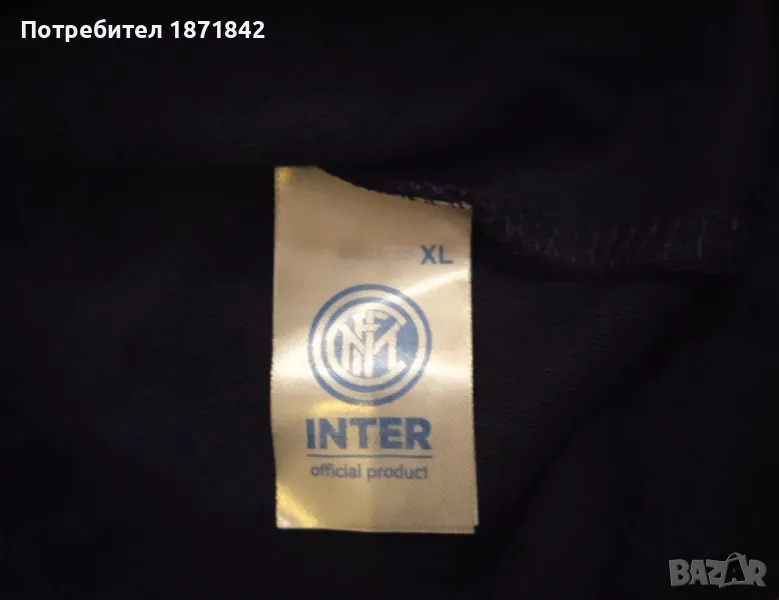 Потребител 1871842
XL
INTER
official product
BAZAR